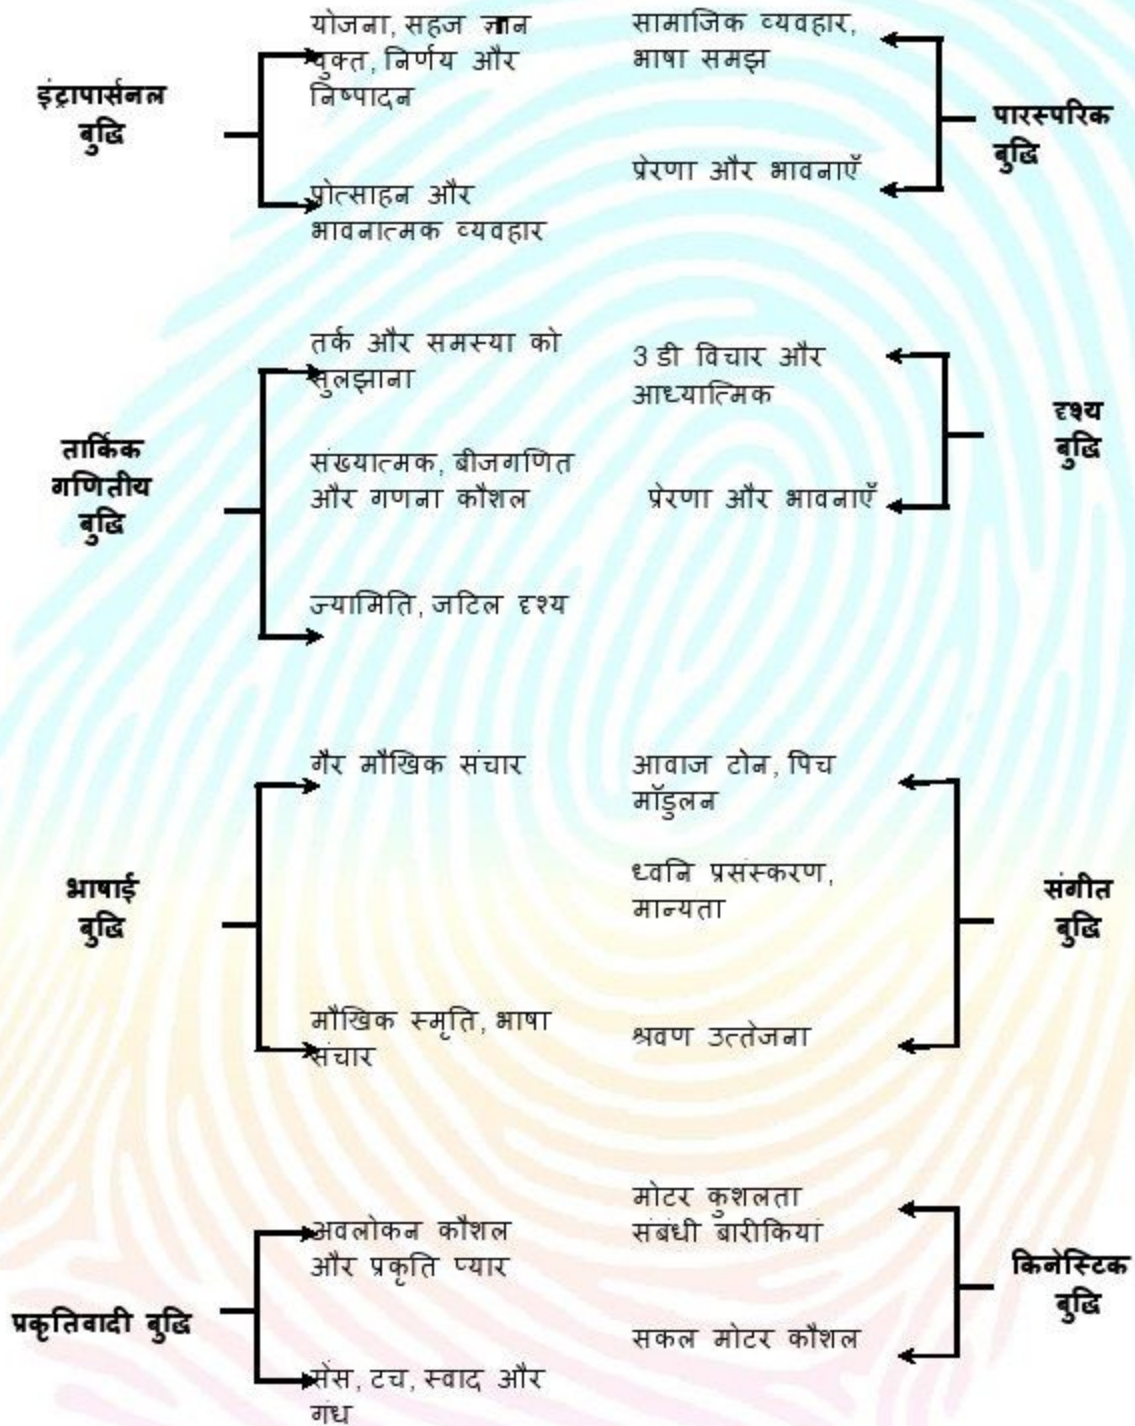 इंट्रापार्सनल
बुद्धि
योजना, सहज ज्ञान
युक्त, निर्णय और
निष्पादन
प्रोत्साहन और
भावनात्मक व्यवहार
सामाजिक व्यवहार,
भाषा समझ
प्रेरणा और भावनाएँ
पारस्परिक
बुद्धि
तार्किक
गणितीय
बुद्धि
तर्क और समस्या को
सुलझाना
संख्यात्मक, बीजगणित
और गणना कौशल
ज्यामिति, जटिल दृश्य
3 डी विचार और
आध्यात्मिक
प्रेरणा और भावनाएँ
दृश्य
बुद्धि
भाषाई
बुद्धि
गैर मौखिक संचार
मौखिक स्मृति, भाषा
संचार
आवाज टोन, पिच
मॉडुलन
ध्वनि प्रसंस्करण,
मान्यता
श्रवण उत्तेजना
संगीत
बुद्धि
प्रकृतिवादी बुद्धि
अवलोकन कौशल
और प्रकृति प्यार
सेंस, टच, स्वाद और
गंध
मोटर कुशलता
संबंधी बारीकियां
सकल मोटर कौशल
किनेस्टिक
बुद्धि